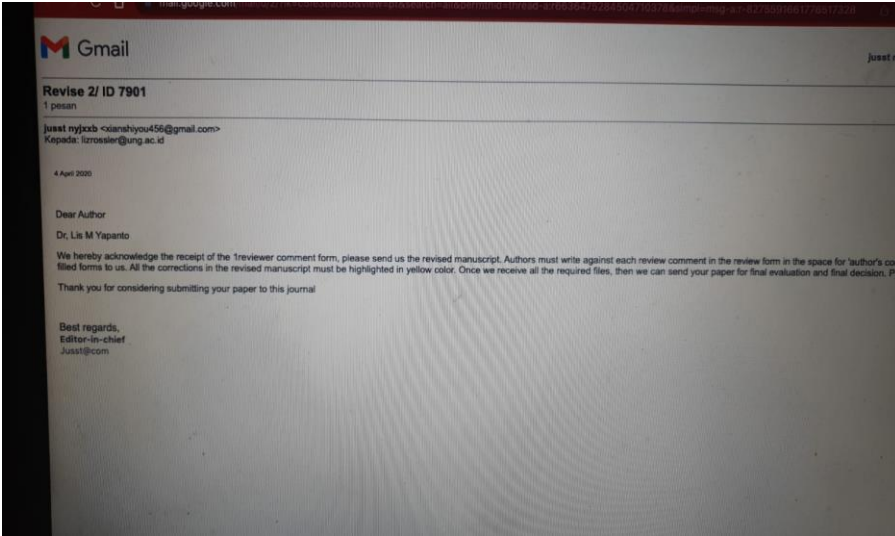 Gmail
jusst
Revise 2/ ID 7901
1 pesan
jusst nyjxxb <xianshiyou456@gmail.com>
Kepada: lizrossler@ung.ac.id
4 April 2020
Dear Author
Dr, Lis M Yapanto
We hereby acknowledge the receipt of the 1reviewer comment form, please send us the revised manuscript. Authors must write against each review comment in the review form in the space for 'author's co
filled forms to us. All the corrections in the revised manuscript must be highlighted in yellow color. Once we receive all the required files, then we can send your paper for final evaluation and final decision. P
Thank you for considering submitting your paper to this journal
Best regards,
Editor-in-chief
Jusst@com